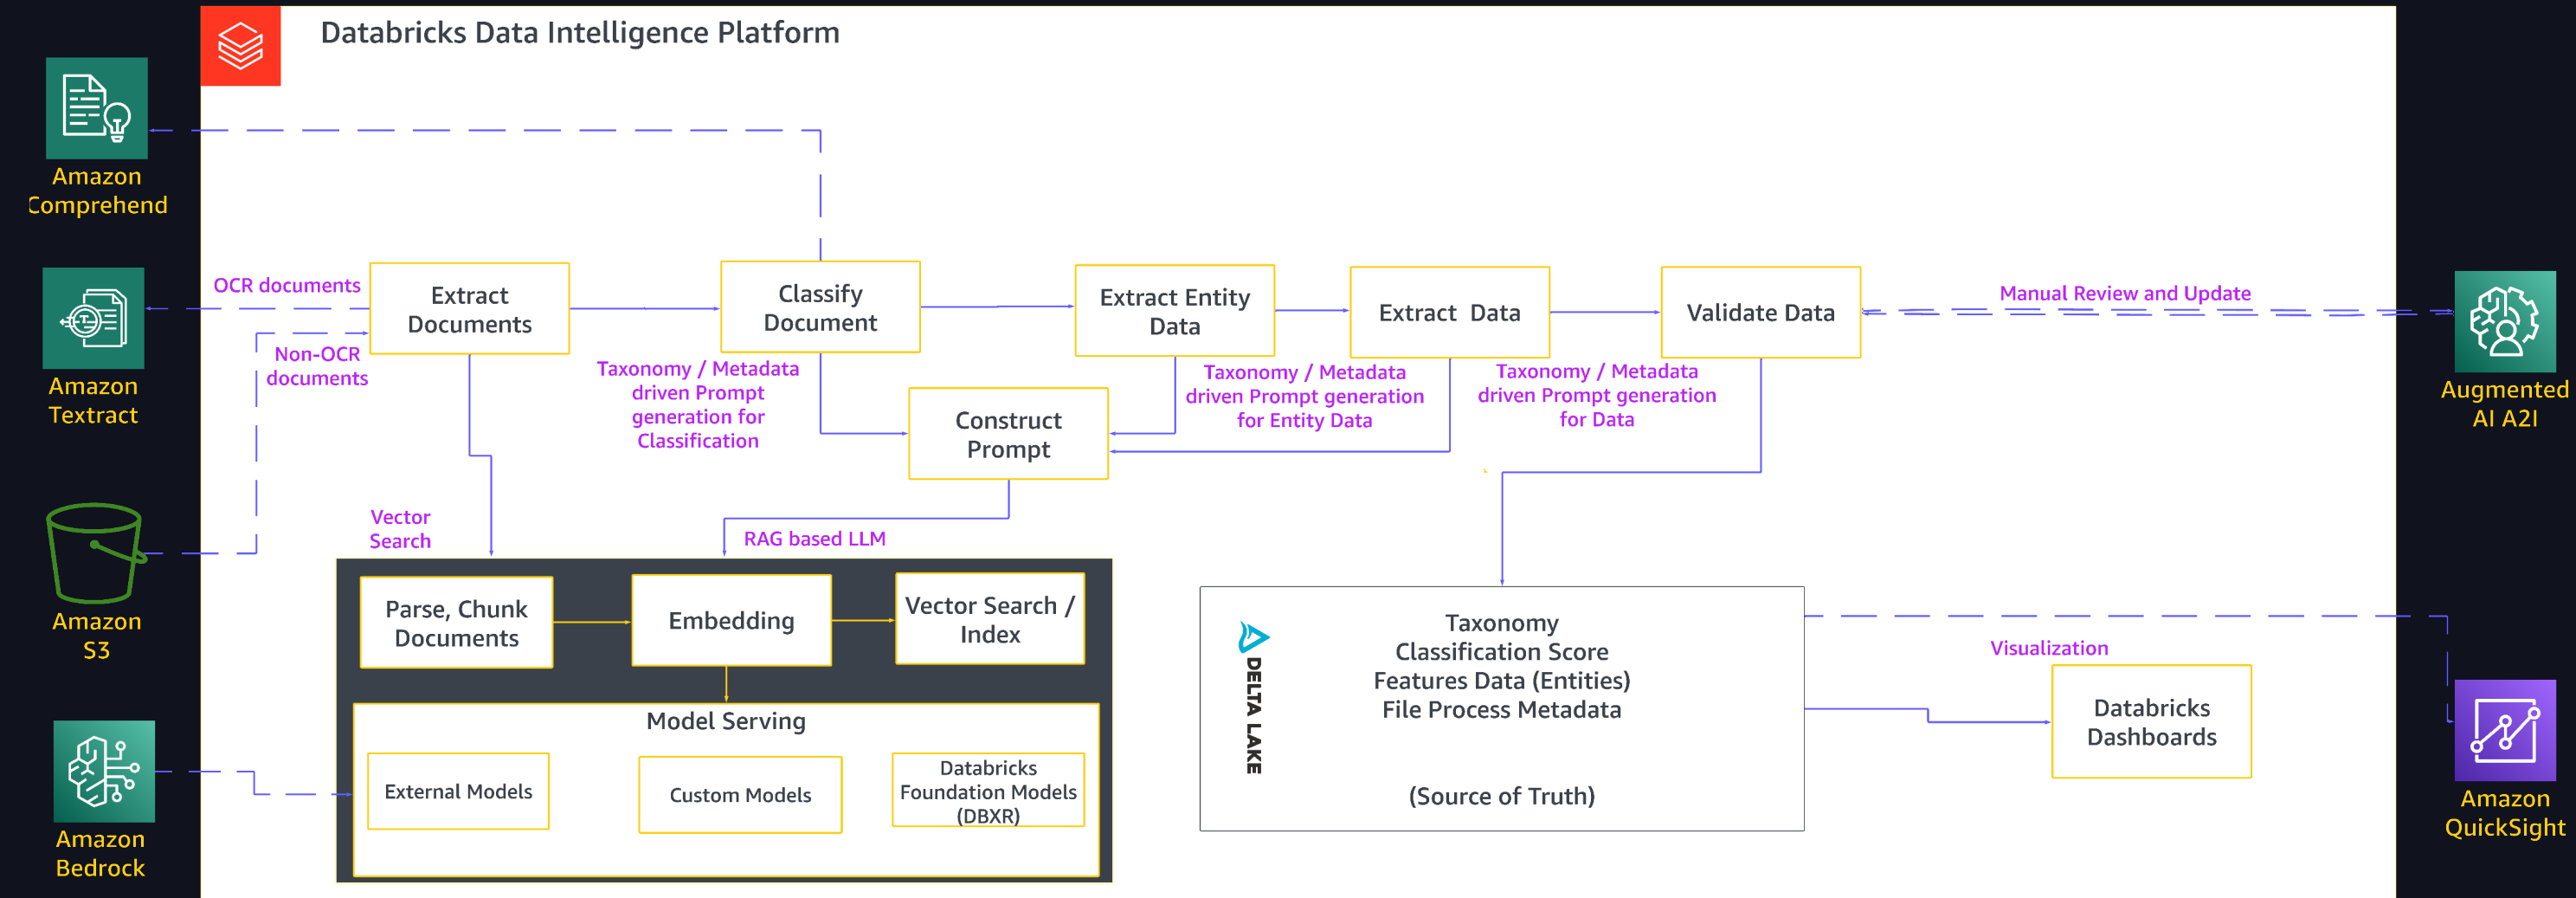 Databricks Data Intelligence Platform
Amazon
Comprehend
OCR documents
Extract
Documents
Classify
Document
Extract Entity
Data
Extract  Data
Validate Data
Manual Review and Update
Amazon
Textract
Non-OCR
documents
Taxonomy / Metadata
driven Prompt
generation for
Classification
Construct
Prompt
Taxonomy / Metadata
driven Prompt generation
for Entity Data
Taxonomy / Metadata
driven Prompt generation
for Data
Augmented
AI A2I
Vector
Search
RAG based LLM
Amazon
S3
Parse, Chunk
Documents
Embedding
Vector Search /
Index
Model Serving
External Models
Custom Models
Databricks
Foundation Models
(DBXR)
Amazon
Bedrock
DELTA LAKE
Taxonomy
Classification Score
Features Data (Entities)
File Process Metadata
(Source of Truth)
Visualization
Databricks
Dashboards
Amazon
QuickSight